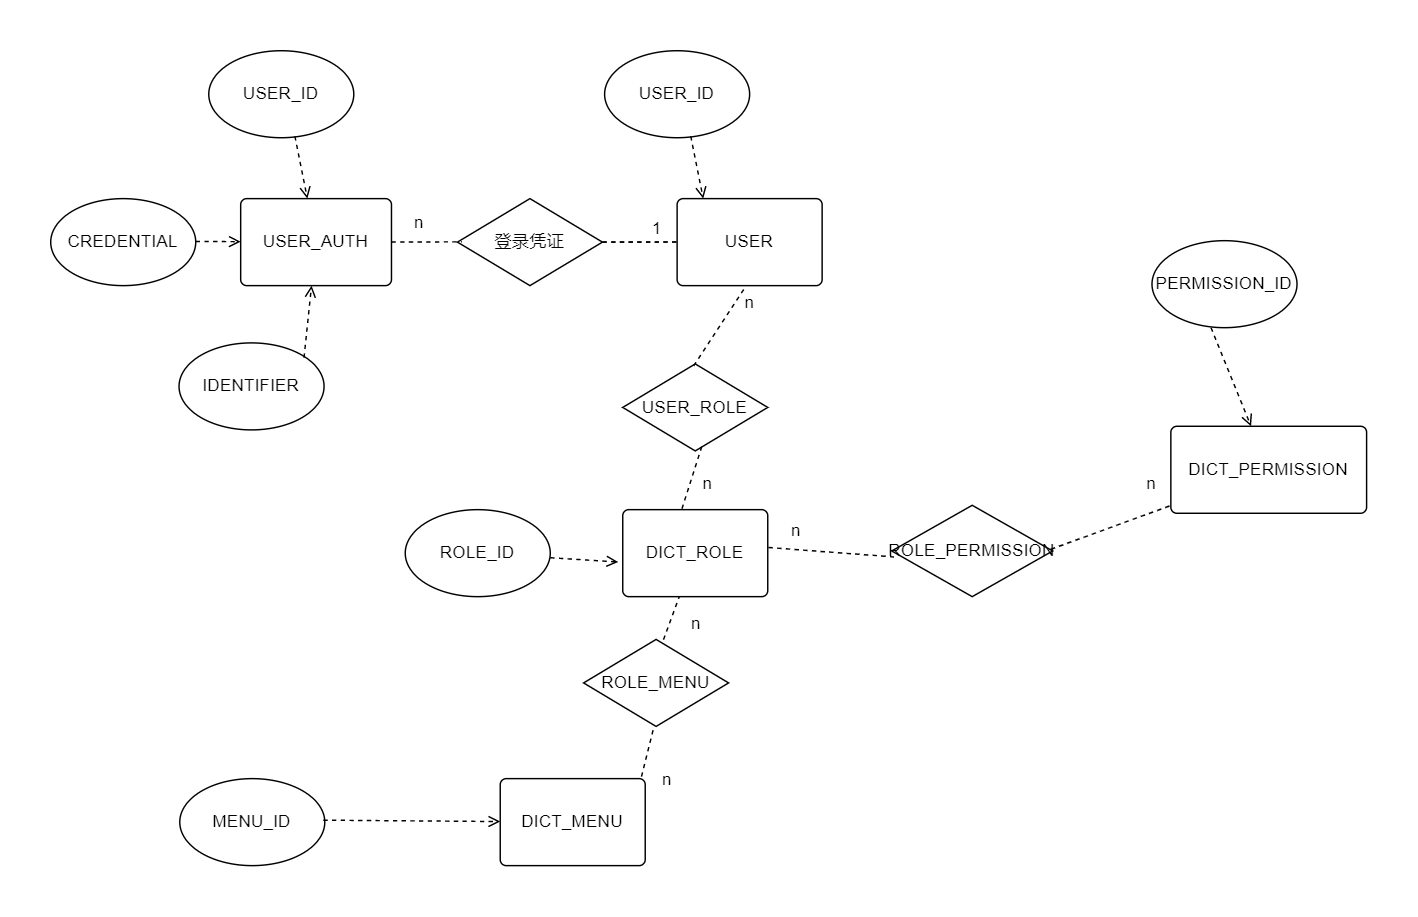 USER_ID
USER_ID
CREDENTIAL
USER_AUTH
n
登录凭证
1
USER
PERMISSION_ID
n
IDENTIFIER
USER_ROLE
DICT_PERMISSION
n
n
n
ROLE_ID
DICT_ROLE
ROLE_PERMISSION
n
ROLE_MENU
n
MENU_ID
DICT_MENU